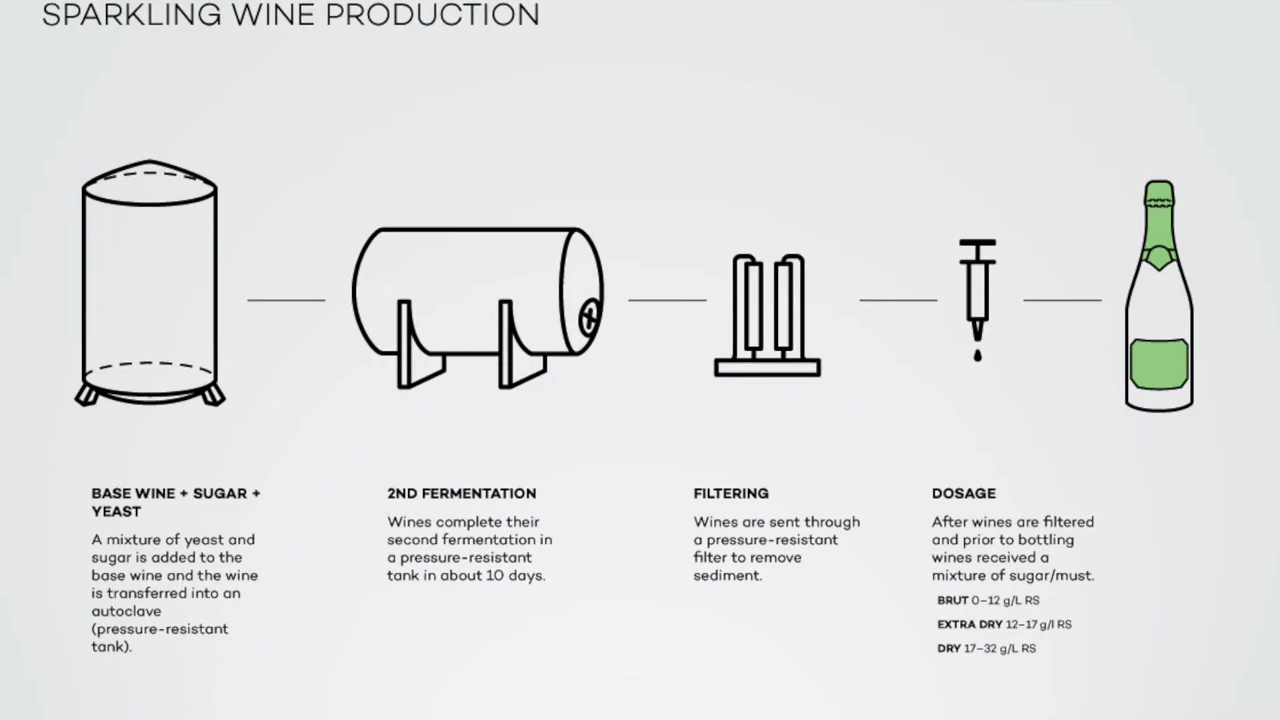 SPARKLING WINE PRODUCTION
BASE WINE + SUGAR +
YEAST
A mixture of yeast and
sugar is added to the
base wine and the wine
is transferred into an
autoclave
(pressure-resistant
tank).
2ND FERMENTATION
Wines complete their
second fermentation in
a pressure-resistant
tank in about 10 days.
FILTERING
Wines are sent through
a pressure-resistant
filter to remove
sediment.
DOSAGE
After wines are filtered
and prior to bottling
wines received a
mixture of sugar/must.
BRUT 0–12 g/L RS
EXTRA DRY 12–17 g/l RS
DRY 17–32 g/L RS